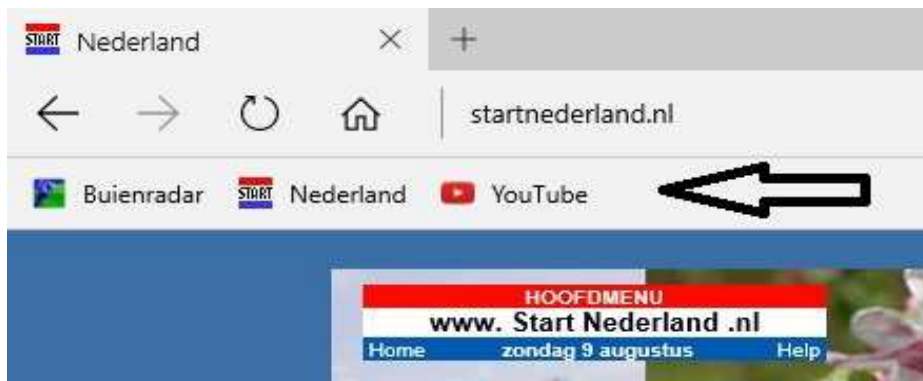 START Nederland
startnederland.nl
Buienradar START Nederland YouTube
HOOFDMENU
www. Start Nederland .nl
Home zondag 9 augustus Help